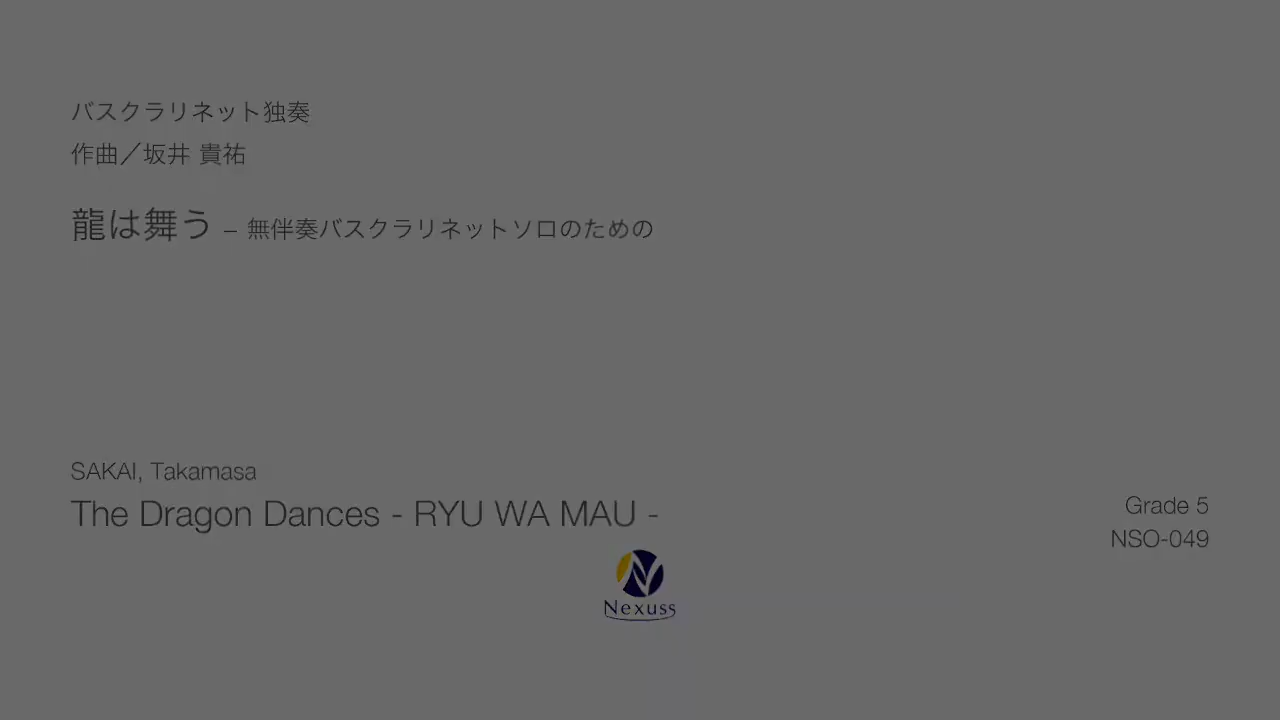 バスクラリネット独奏
作曲／坂井 貴祐
龍は舞う – 無伴奏バスクラリネットソロのための
SAKAI, Takamasa
The Dragon Dances - RYU WA MAU -
Grade 5
NSO-049
Nexuss